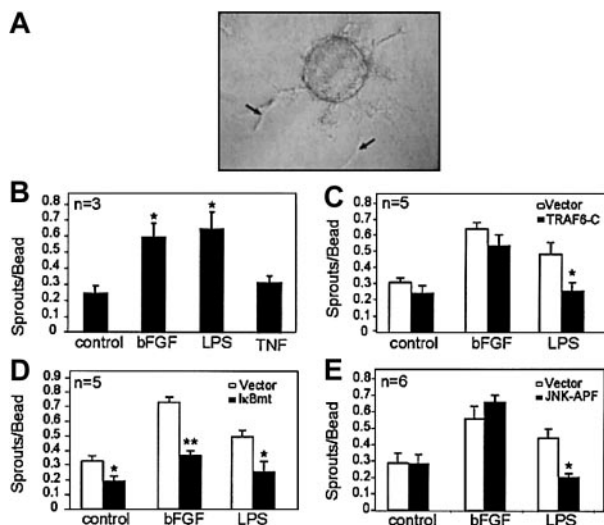 A
B
n=3
Sprouts/Bead
0.8
0.7
0.6
0.5
0.4
0.3
0.2
0.1
0
*
*
control bFGF LPS TNF
C
n=5
Vector
TRAF6-C
Sprouts/Bead
0.8
0.7
0.6
0.5
0.4
0.3
0.2
0.1
0
*
control bFGF LPS
D
n=5
Vector
IκBmt
Sprouts/Bead
0.8
0.7
0.6
0.5
0.4
0.3
0.2
0.1
0
*
**
*
control bFGF LPS
E
n=6
Vector
JNK-APF
Sprouts/Bead
0.8
0.7
0.6
0.5
0.4
0.3
0.2
0.1
0
*
control bFGF LPS